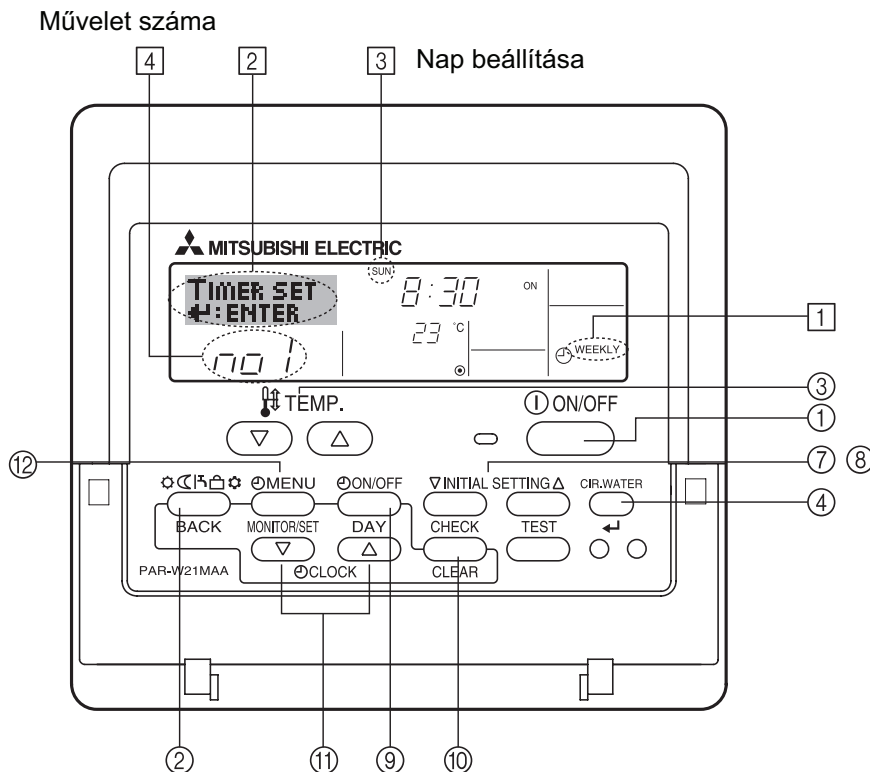 Művelet száma
4 2 3 Nap beállítása
MITSUBISHI ELECTRIC
SUN
TIMER SET
8:30
ON
↵:ENTER
23 °C
1
WEEKLY
no1
TEMP.
ON/OFF
③
①
⑫
⑦ ⑧
MENU ON/OFF ▽INITIAL SETTING△ CIR.WATER
④
BACK MONITOR/SET DAY CHECK TEST ↵
▽ △
PAR-W21MAA CLOCK CLEAR
② ⑪ ⑨ ⑩